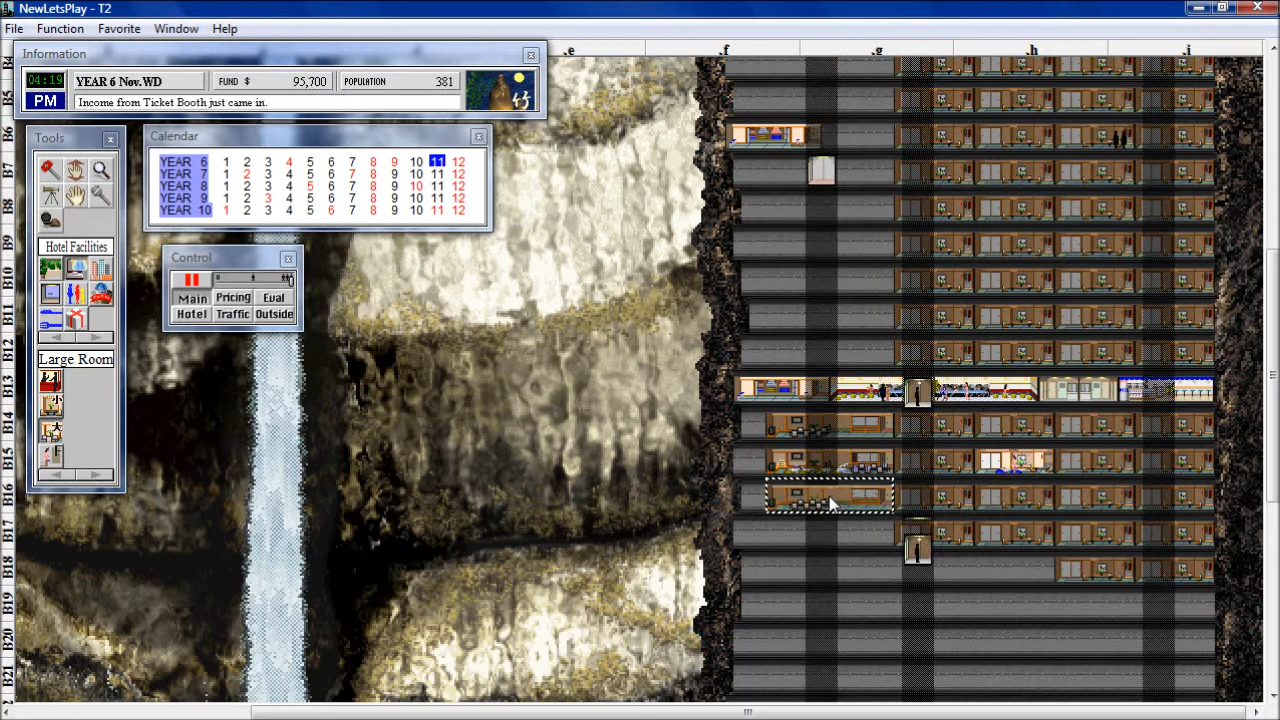 NewLetsPlay - T2
File Function Favorite Window Help
,e ,f ,g ,h ,i
Information
04:19 YEAR 6 Nov.WD FUND $ 95,700 POPULATION 381
PM Income from Ticket Booth just came in.
Tools
Calendar
YEAR 6 1 2 3 4 5 6 7 8 9 10 11 12
YEAR 7 1 2 3 4 5 6 7 8 9 10 11 12
YEAR 8 1 2 3 4 5 6 7 8 9 10 11 12
YEAR 9 1 2 3 4 5 6 7 8 9 10 11 12
YEAR 10 1 2 3 4 5 6 7 8 9 10 11 12
Hotel Facilities
Control
0
Main Pricing Eval
Hotel Traffic Outside
Large Room
B4
B5
B6
B7
B8
B9
B10
B11
B12
B13
B14
B15
B16
B17
B18
B19
B20
B21